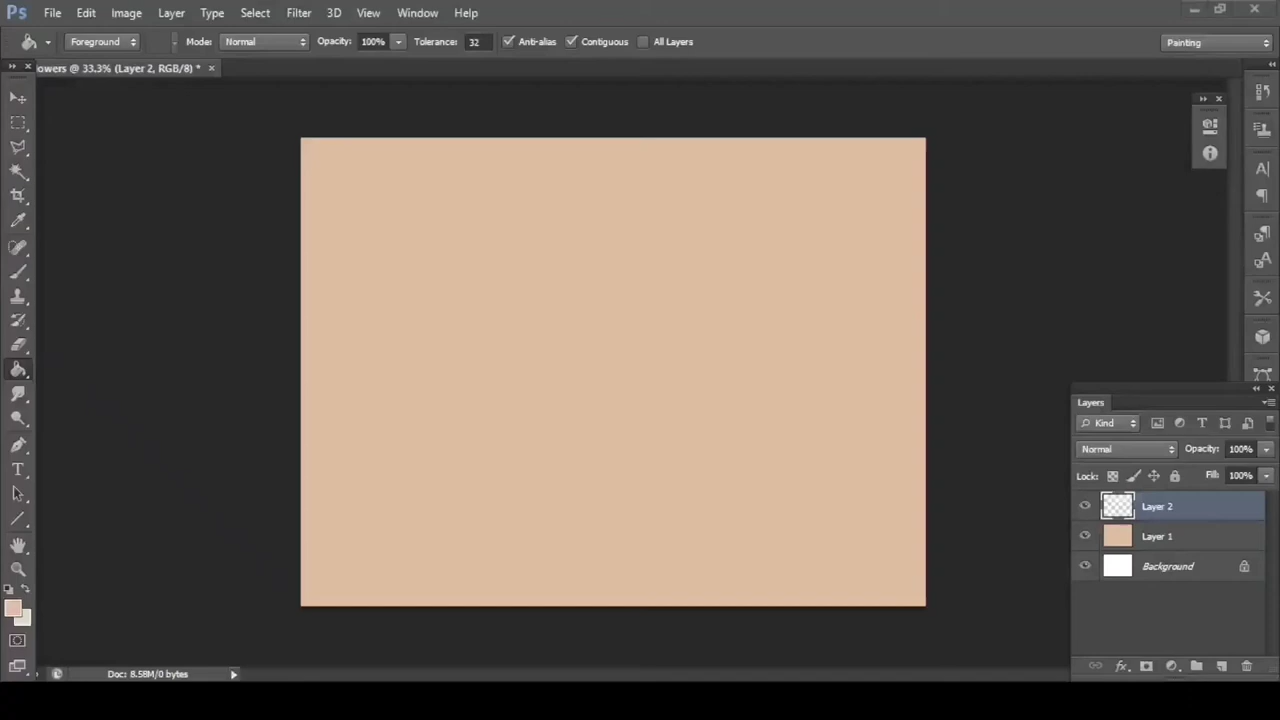 Ps File Edit Image Layer Type Select Filter 3D View Window Help
Foreground Mode: Normal Opacity: 100% Tolerance: 32 Anti-alias Contiguous All Layers Painting
owers @ 33.3% (Layer 2, RGB/8) *
Layers
Kind
Normal Opacity: 100%
Lock: Fill: 100%
Layer 2
Layer 1
Background
Doc: 8.58M/0 bytes